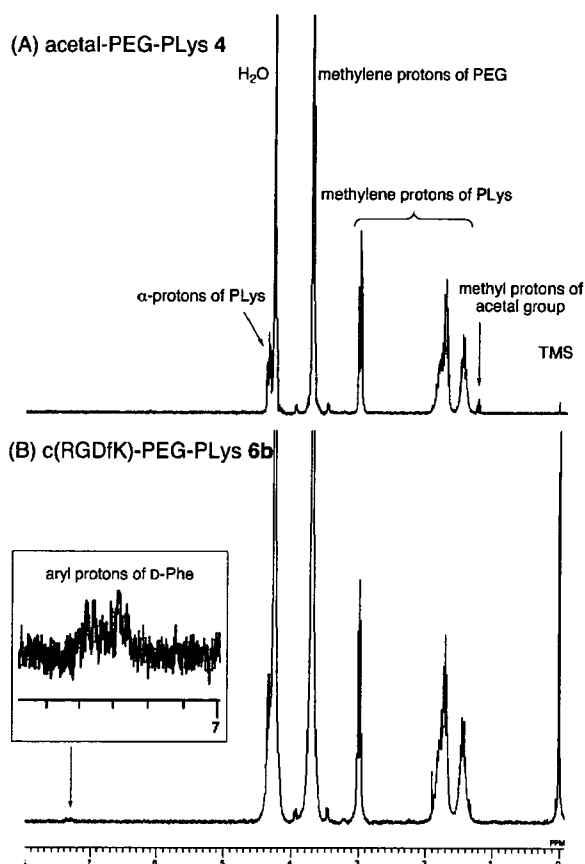 (A) acetal-PEG-PLys 4
H₂O
methylene protons of PEG
methylene protons of PLys
α-protons of PLys
methyl protons of
acetal group
TMS
(B) c(RGDfK)-PEG-PLys 6b
aryl protons of D-Phe
7
PPM